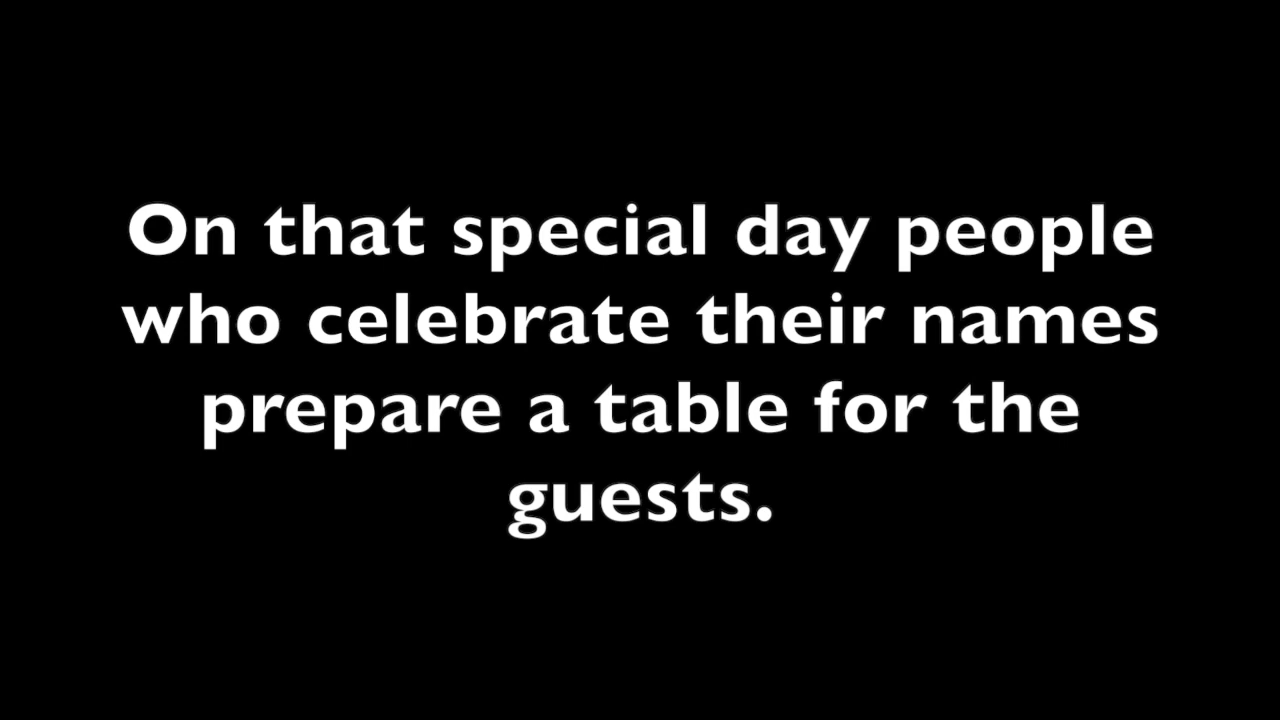 On that special day people
who celebrate their names
prepare a table for the
guests.